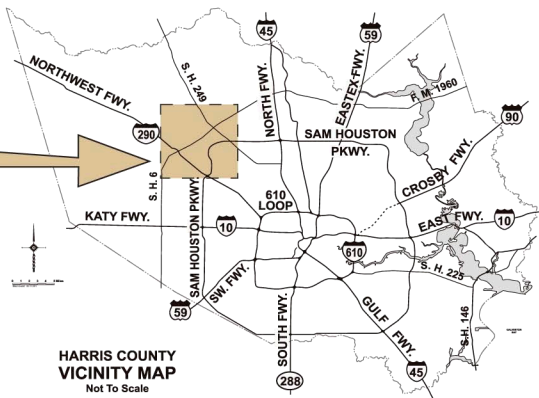 45
59
NORTHWEST FWY.
S. H. 249
NORTH FWY.
EASTEX FWY.
F. M. 1960
90
290
SAM HOUSTON
PKWY.
CROSBY FWY.
S. H. 6
610
LOOP
KATY FWY.
10
EAST FWY.
10
SAM HOUSTON PKWY.
610
S. H. 225
SW. FWY.
59
SOUTH FWY.
GULF FWY.
S.H. 146
HARRIS COUNTY
VICINITY MAP
Not To Scale
288
45